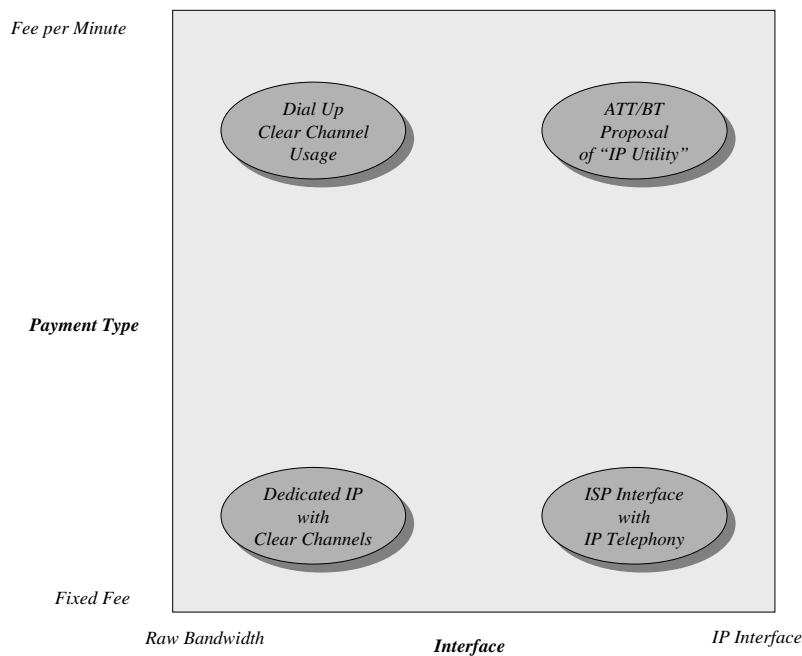 Fee per Minute
Dial Up
Clear Channel
Usage
ATT/BT
Proposal
of “IP Utility”
Payment Type
Dedicated IP
with
Clear Channels
ISP Interface
with
IP Telephony
Fixed Fee
Raw Bandwidth
Interface
IP Interface